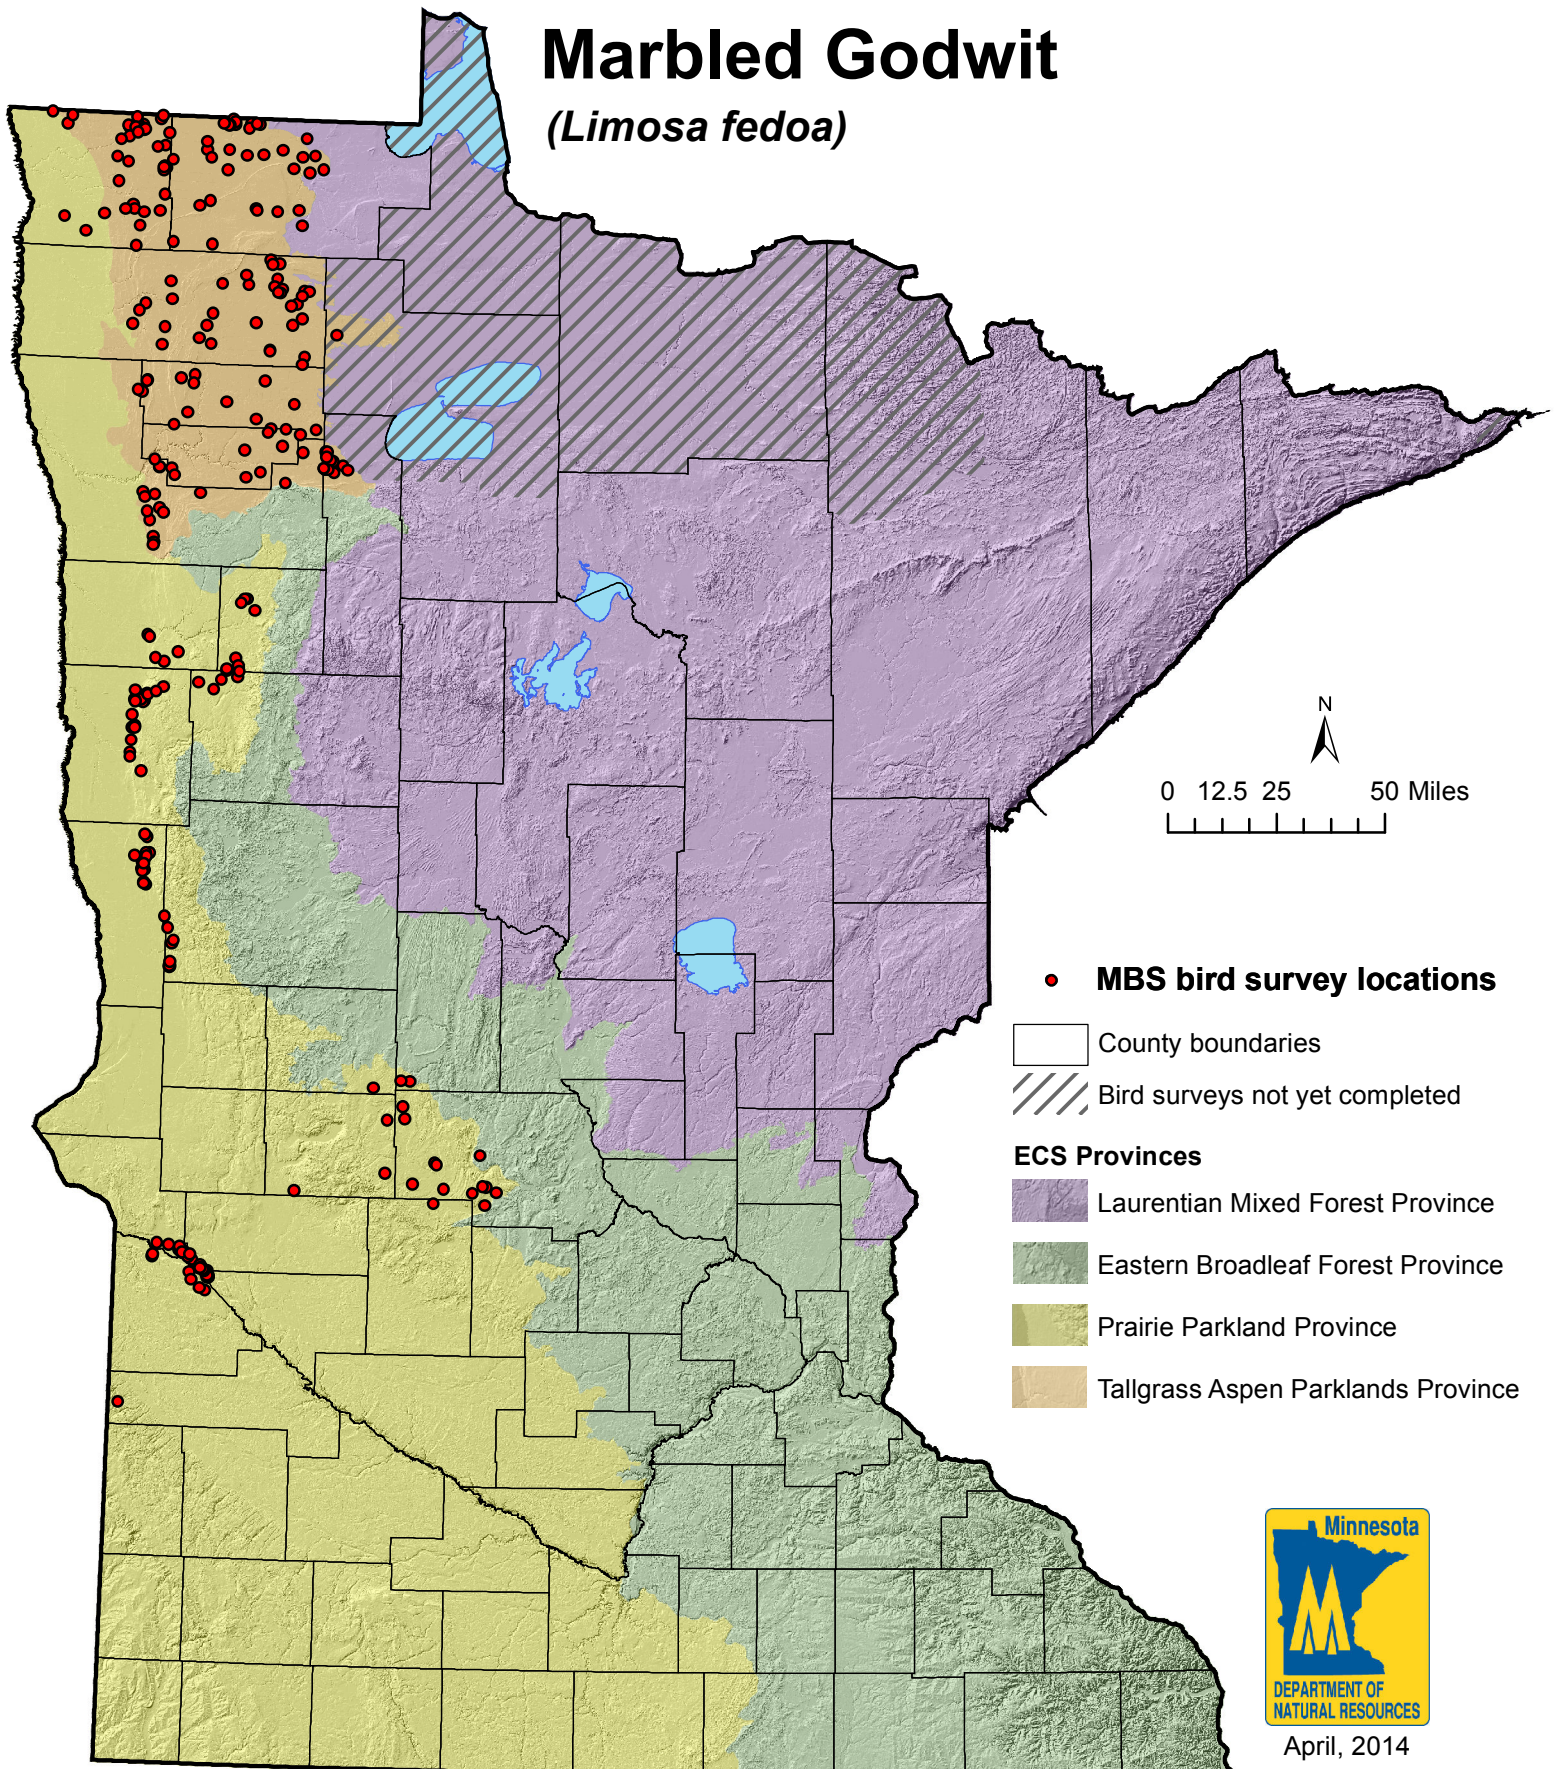 Marbled Godwit
(Limosa fedoa)
N
0 12.5 25 50 Miles
MBS bird survey locations
County boundaries
Bird surveys not yet completed
ECS Provinces
Laurentian Mixed Forest Province
Eastern Broadleaf Forest Province
Prairie Parkland Province
Tallgrass Aspen Parklands Province
Minnesota
DEPARTMENT OF
NATURAL RESOURCES
April, 2014